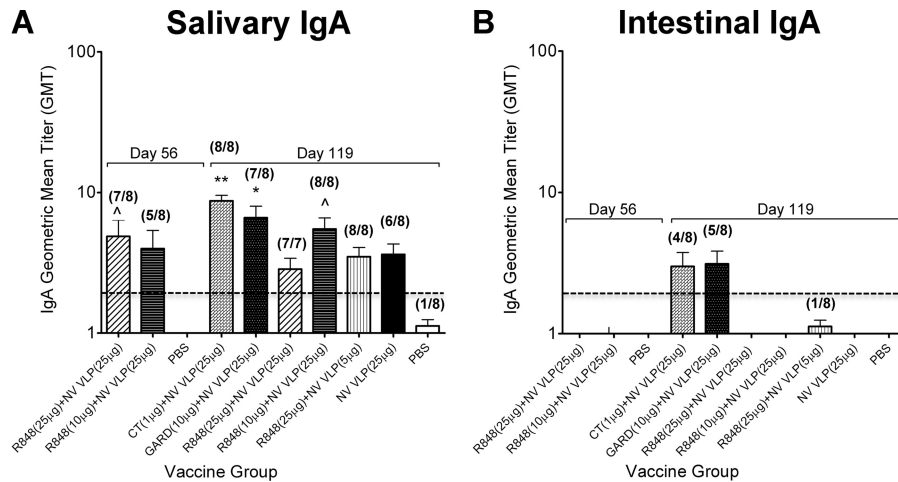 A
Salivary IgA
IgA Geometric Mean Titer (GMT)
100
10
1
Day 56
Day 119
(7/8)
^
(5/8)
(8/8)
**
(7/8)
*
(7/7)
(8/8)
^
(8/8)
(6/8)
(1/8)
R848(25µg)+NV VLP(25µg)
R848(10µg)+NV VLP(25µg)
PBS
CT(1µg)+NV VLP(25µg)
GARD(10µg)+NV VLP(25µg)
R848(25µg)+NV VLP(25µg)
R848(10µg)+NV VLP(25µg)
R848(25µg)+NV VLP(5µg)
NV VLP(25µg)
PBS
Vaccine Group
B
Intestinal IgA
IgA Geometric Mean Titer (GMT)
100
10
1
Day 56
Day 119
(4/8)
(5/8)
(1/8)
R848(25µg)+NV VLP(25µg)
R848(10µg)+NV VLP(25µg)
PBS
CT(1µg)+NV VLP(25µg)
GARD(10µg)+NV VLP(25µg)
R848(25µg)+NV VLP(25µg)
R848(10µg)+NV VLP(25µg)
R848(25µg)+NV VLP(5µg)
NV VLP(25µg)
PBS
Vaccine Group